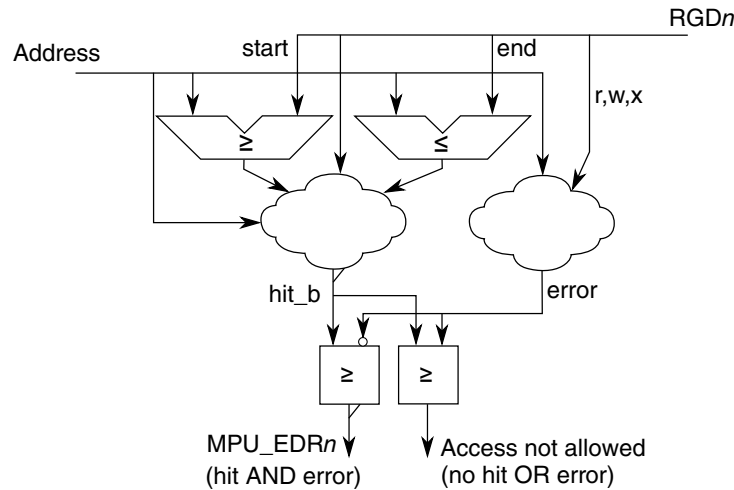 RGDn
Address
start
end
r,w,x
≥
≤
hit_b
error
≥
≥
MPU_EDRn
(hit AND error)
Access not allowed
(no hit OR error)